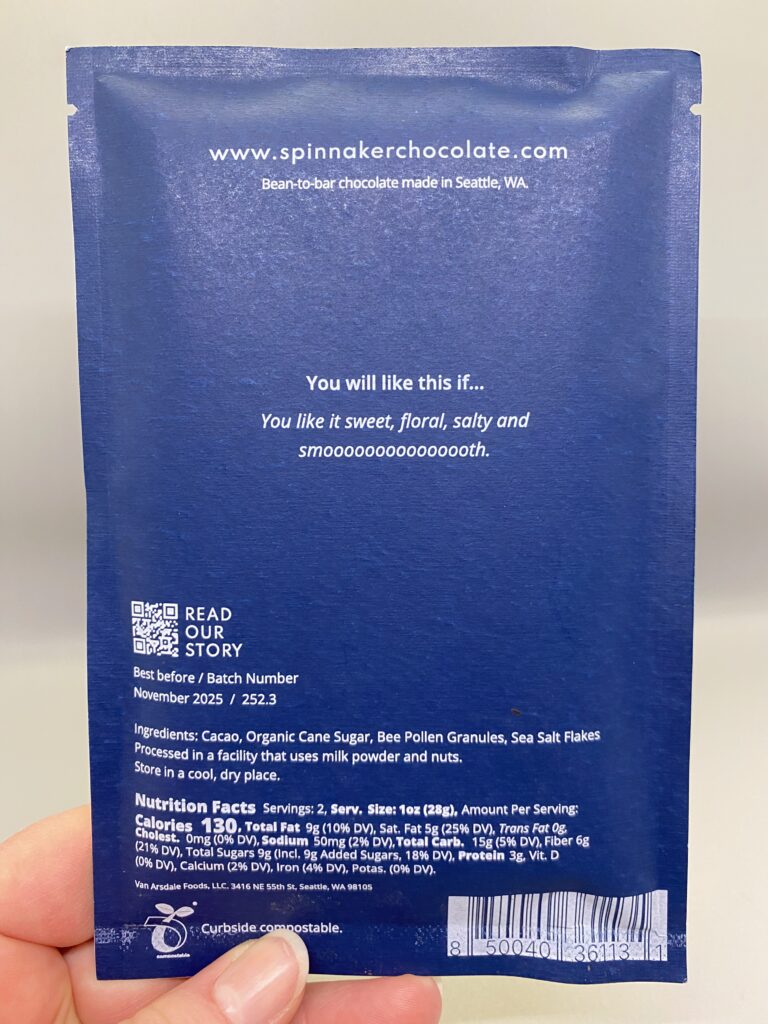 www.spinnakerchocolate.com
Bean-to-bar chocolate made in Seattle, WA.
You will like this if...
You like it sweet, floral, salty and
smooooooooooooooth.
READ
OUR
STORY
Best before / Batch Number
November 2025 / 252.3
Ingredients: Cacao, Organic Cane Sugar, Bee Pollen Granules, Sea Salt Flakes
Processed in a facility that uses milk powder and nuts.
Store in a cool, dry place.
Nutrition Facts Servings: 2, Serv. Size: 1oz (28g), Amount Per Serving:
Calories 130, Total Fat 9g (10% DV), Sat. Fat 5g (25% DV), Trans Fat 0g,
Cholest. 0mg (0% DV), Sodium 50mg (2% DV), Total Carb. 15g (5% DV), Fiber 6g
(21% DV), Total Sugars 9g (Incl. 9g Added Sugars, 18% DV), Protein 3g, Vit. D
(0% DV), Calcium (2% DV), Iron (4% DV), Potas. (0% DV).
Van Arsdale Foods, LLC. 3416 NE 55th St, Seattle, WA 98105
compostable
Curbside compostable.
8 50040 36113 1